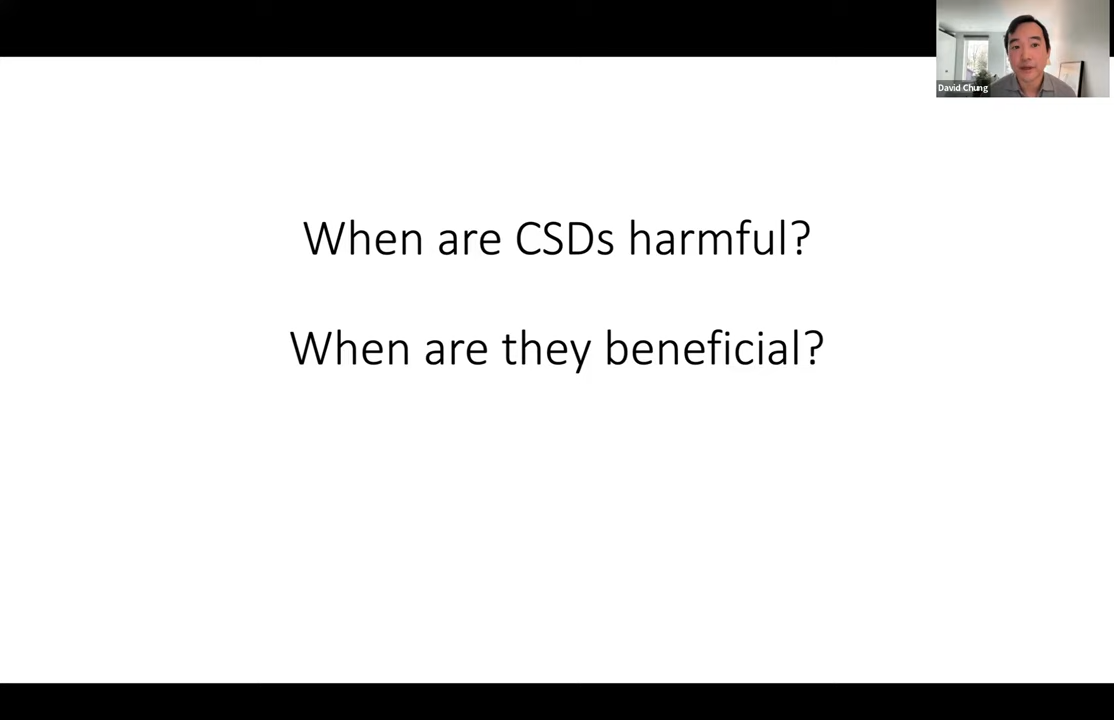 David Chung
When are CSDs harmful?
When are they beneficial?